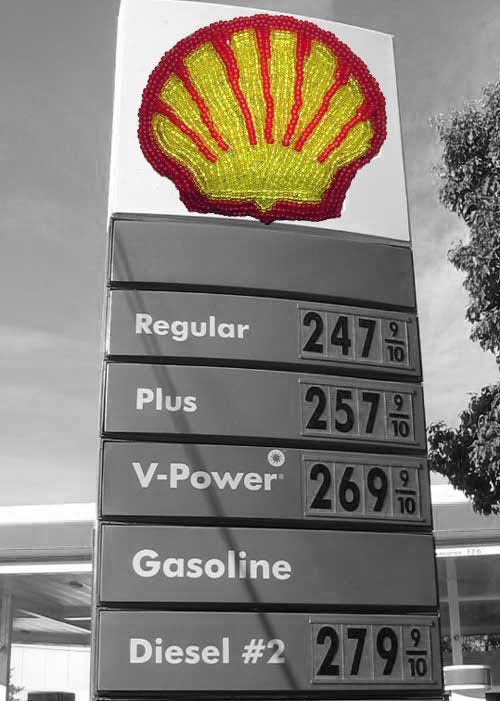 Regular 247 9/10
Plus 257 9/10
V-Power 269 9/10
Gasoline
Diesel #2 279 9/10